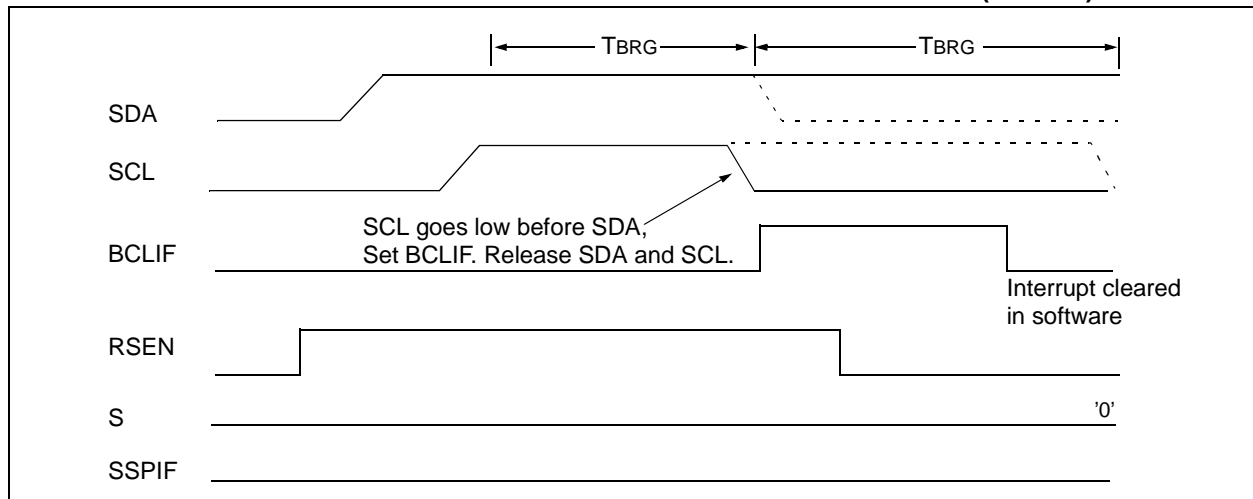 TBRG TBRG
SDA
SCL
SCL goes low before SDA,
Set BCLIF. Release SDA and SCL.
BCLIF
Interrupt cleared
in software
RSEN
S '0'
SSPIF